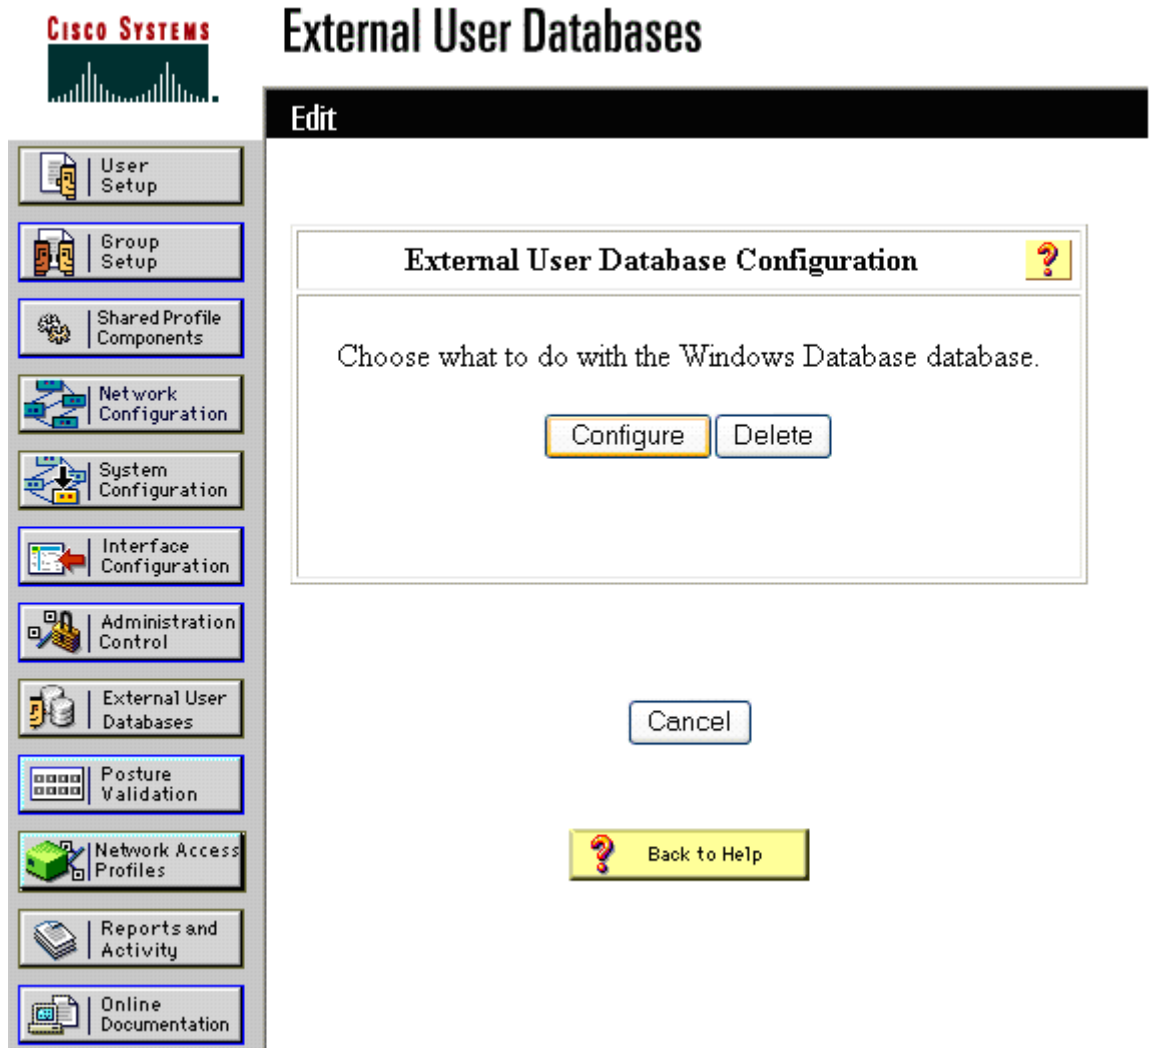 CISCO SYSTEMS
External User Databases
Edit
User
Setup
Group
Setup
Shared Profile
Components
Network
Configuration
System
Configuration
Interface
Configuration
Administration
Control
External User
Databases
Posture
Validation
Network Access
Profiles
Reports and
Activity
Online
Documentation
External User Database Configuration
?
Choose what to do with the Windows Database database.
Configure
Delete
Cancel
? Back to Help